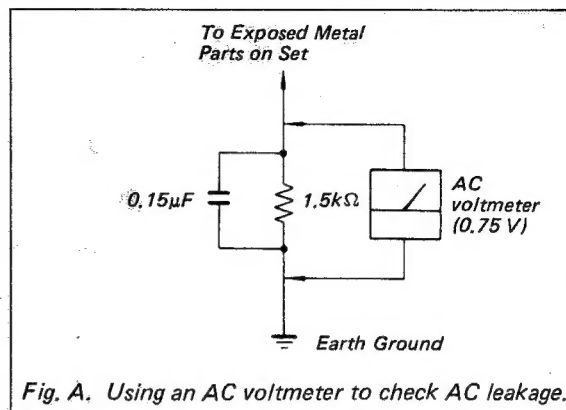 To Exposed Metal
Parts on Set
0.15μF
1.5kΩ
AC
voltmeter
(0.75 V)
Earth Ground
Fig. A. Using an AC voltmeter to check AC leakage.